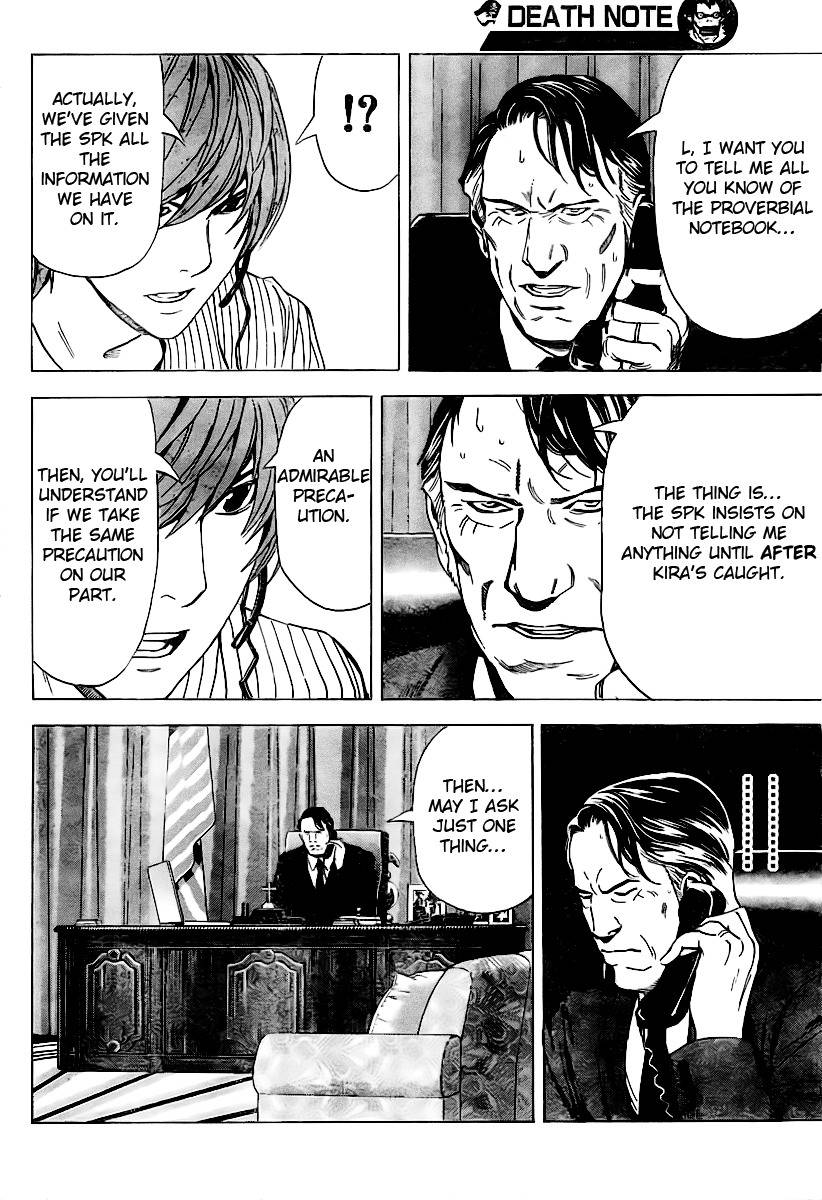 DEATH NOTE
L, I WANT YOU
TO TELL ME ALL
YOU KNOW OF
THE PROVERBIAL
NOTEBOOK...
!?
ACTUALLY,
WE'VE GIVEN
THE SPK ALL
THE
INFORMATION
WE HAVE
ON IT.
THE THING IS...
THE SPK INSISTS ON
NOT TELLING ME
ANYTHING UNTIL AFTER
KIRA'S CAUGHT.
AN
ADMIRABLE
PRECA-
UTION.
THEN, YOU'LL
UNDERSTAND
IF WE TAKE
THE SAME
PRECAUTION
ON OUR
PART.
!!
THEN...
MAY I ASK
JUST ONE
THING...